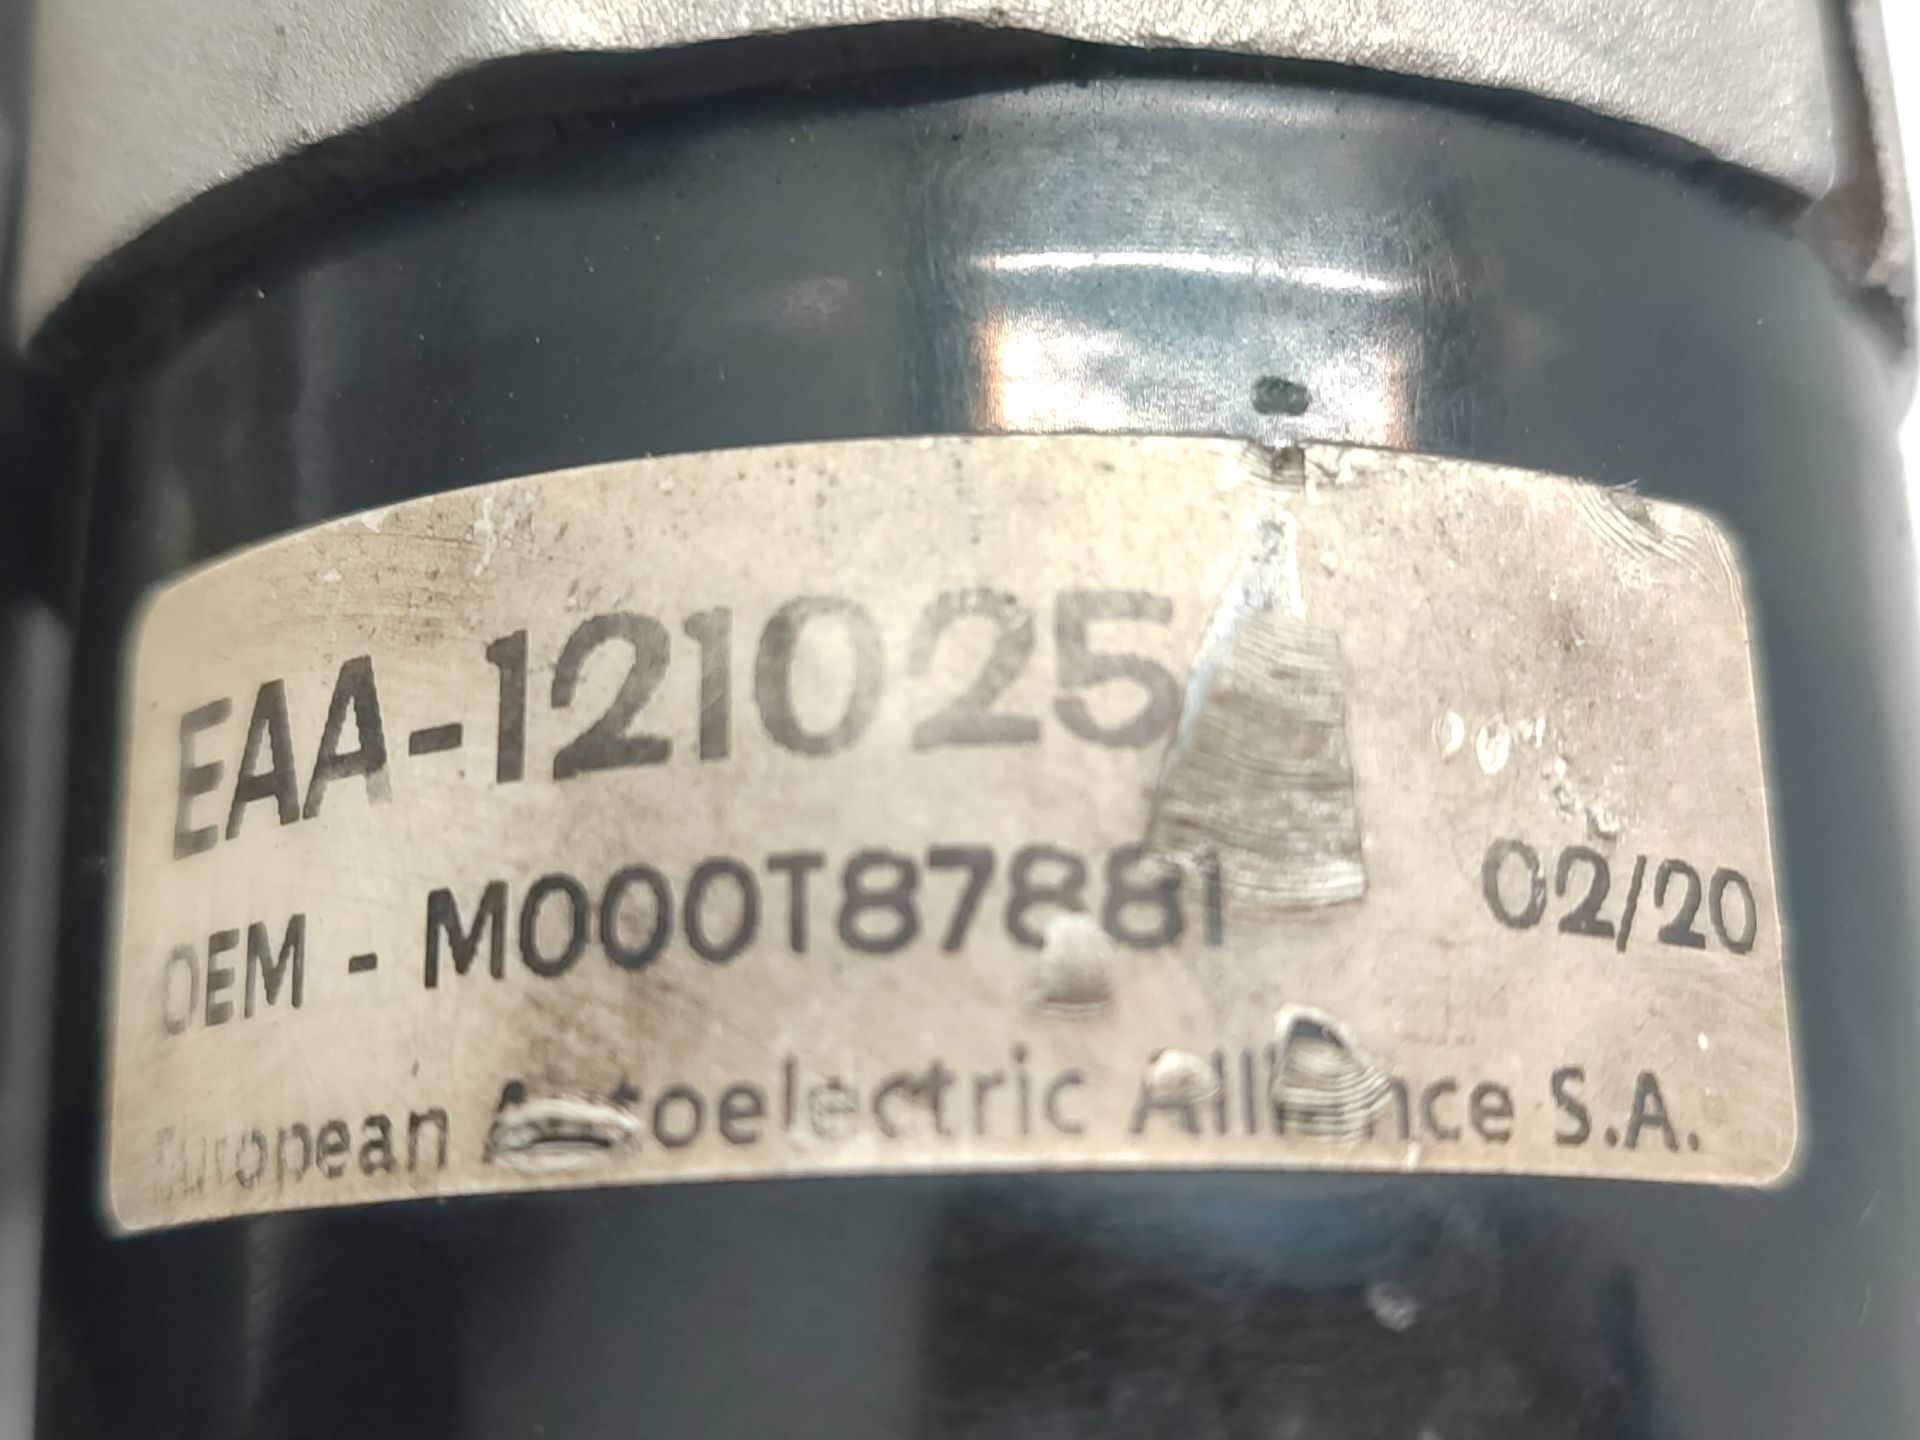 EAA-121025
OEM - M000T87881 02/20
European Autoelectric Alliance S.A.